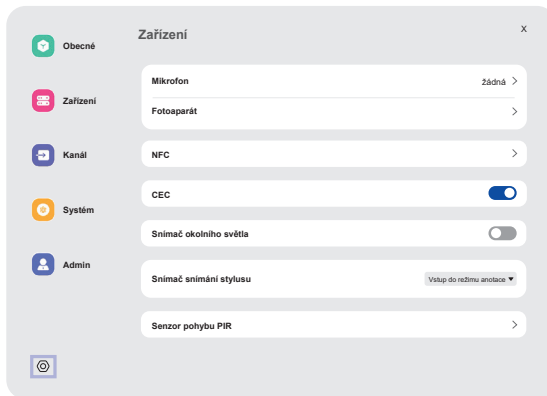 Zařízení
X
Obecné
Zařízení
Kanál
Systém
Admin
Mikrofon žádná
Fotoaparát
NFC
CEC
Snímač okolního světla
Snímač snímání stylusu Vstup do režimu anotace
Senzor pohybu PIR